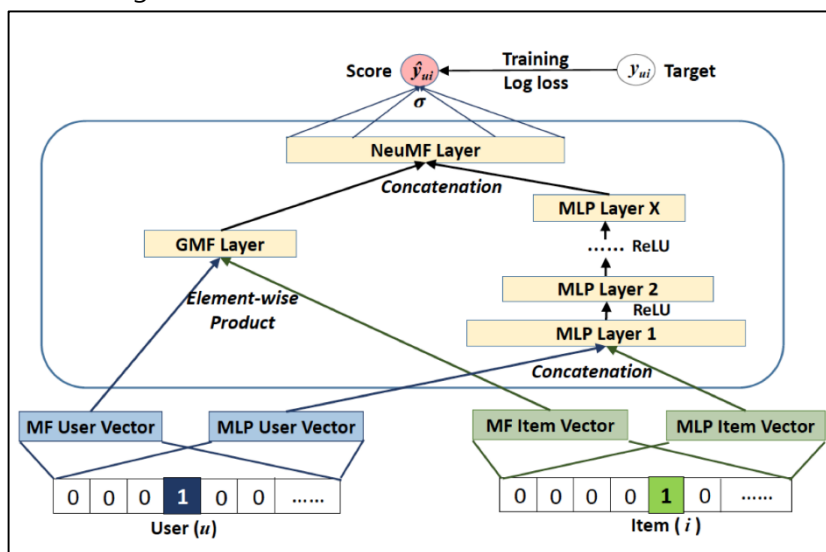 Training
Score ŷui yui Target
Log loss
σ
NeuMF Layer
Concatenation
MLP Layer X
GMF Layer
...... ReLU
Element-wise
Product
MLP Layer 2
ReLU
MLP Layer 1
Concatenation
MF User Vector MLP User Vector MF Item Vector MLP Item Vector
0 0 0 1 0 0 ...... 0 0 0 0 1 0 ......
User (u) Item ( i )